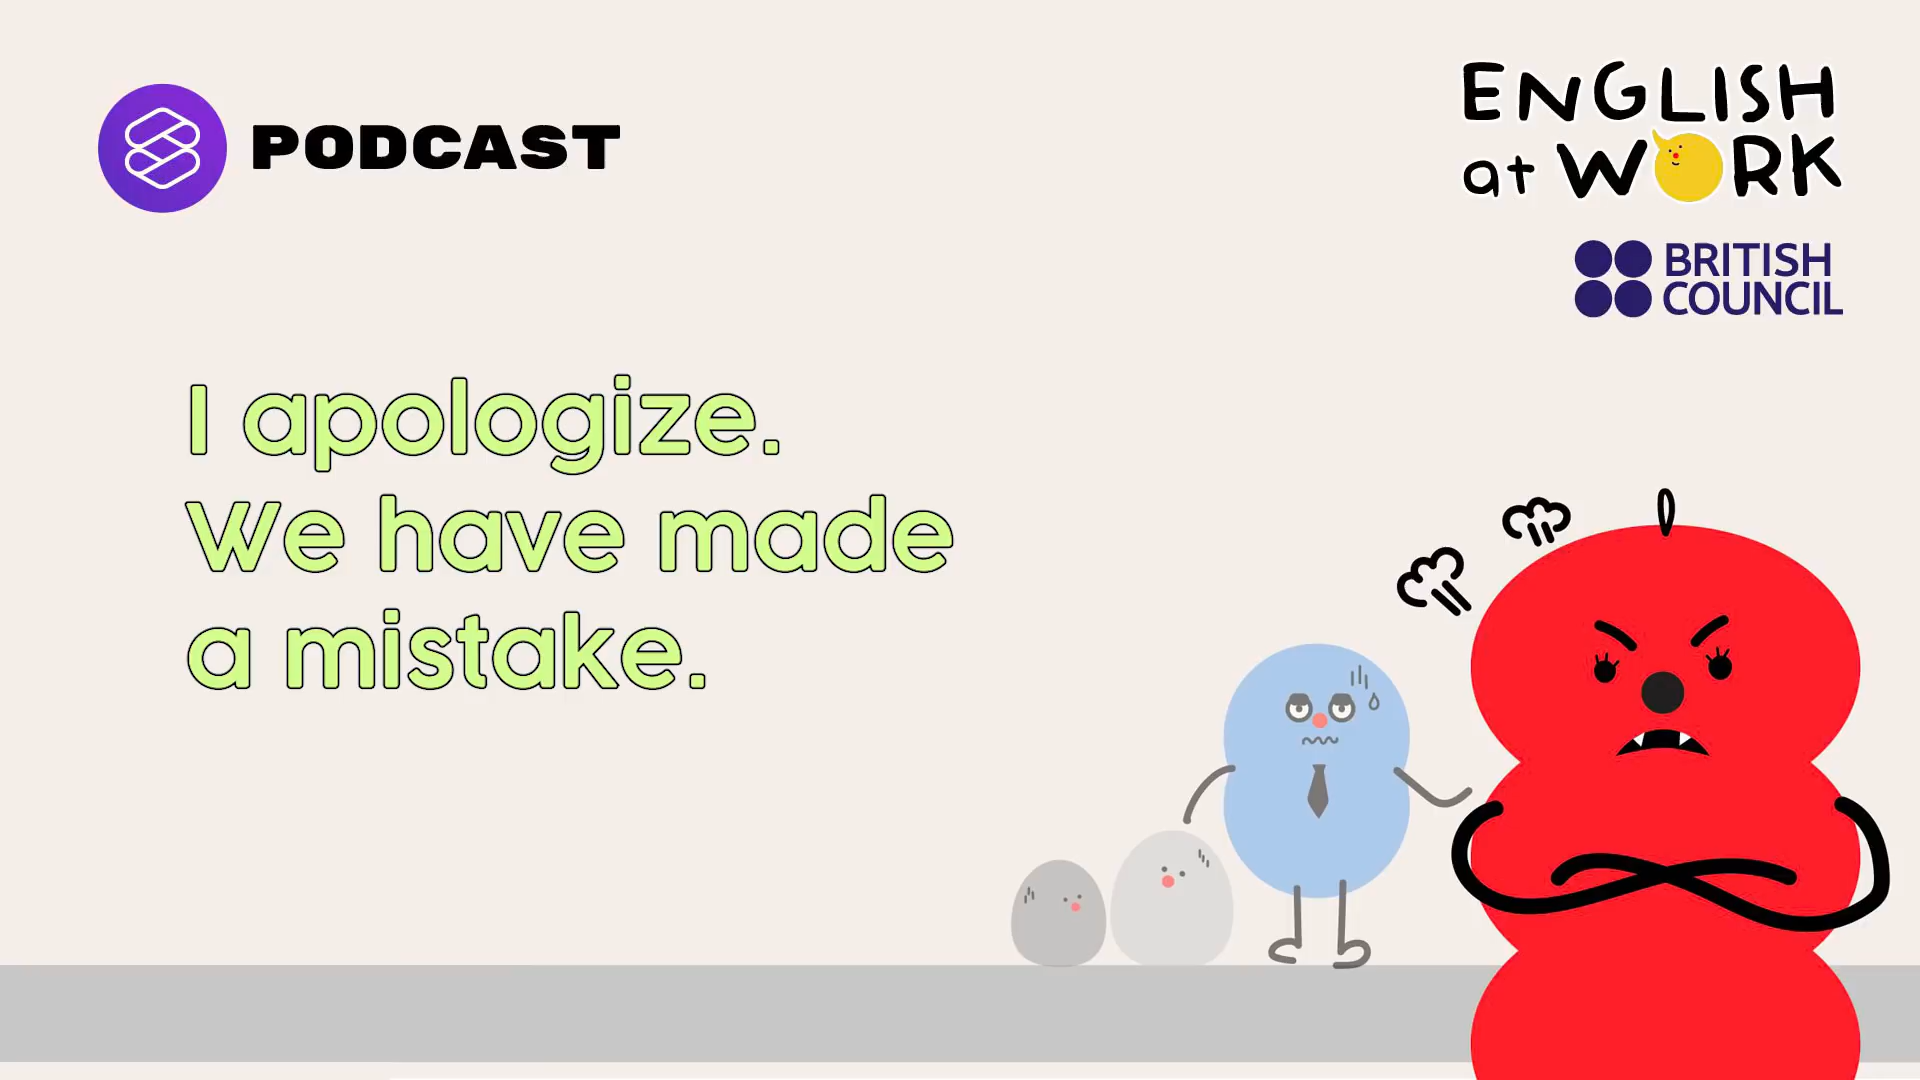 PODCAST
ENGLISH
at WORK
BRITISH
COUNCIL
I apologize.
We have made
a mistake.